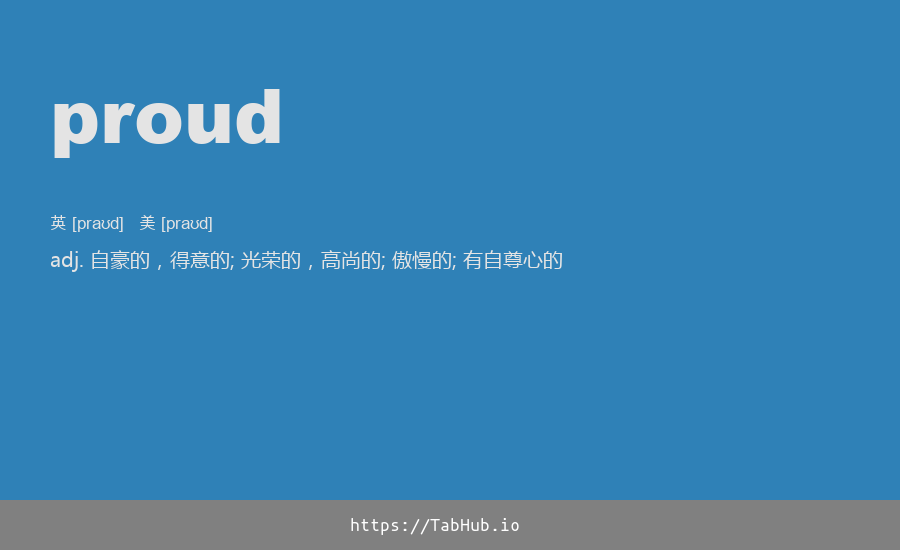 proud
英 [praʊd] 美 [praʊd]
adj. 自豪的，得意的; 光荣的，高尚的; 傲慢的; 有自尊心的
https://TabHub.io